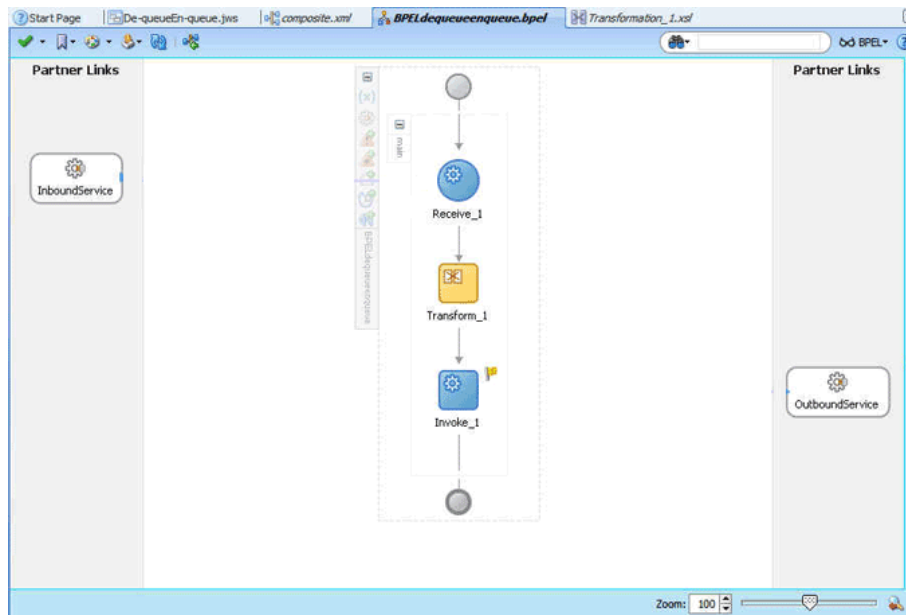 Start Page De-queueEn-queue.jws composite.xml BPELdequeueenqueue.bpel Transformation_1.xsl
BPEL
Partner Links
Partner Links
main
InboundService
Receive_1
BPELdequeueenqueue
Transform_1
OutboundService
Invoke_1
Zoom: 100